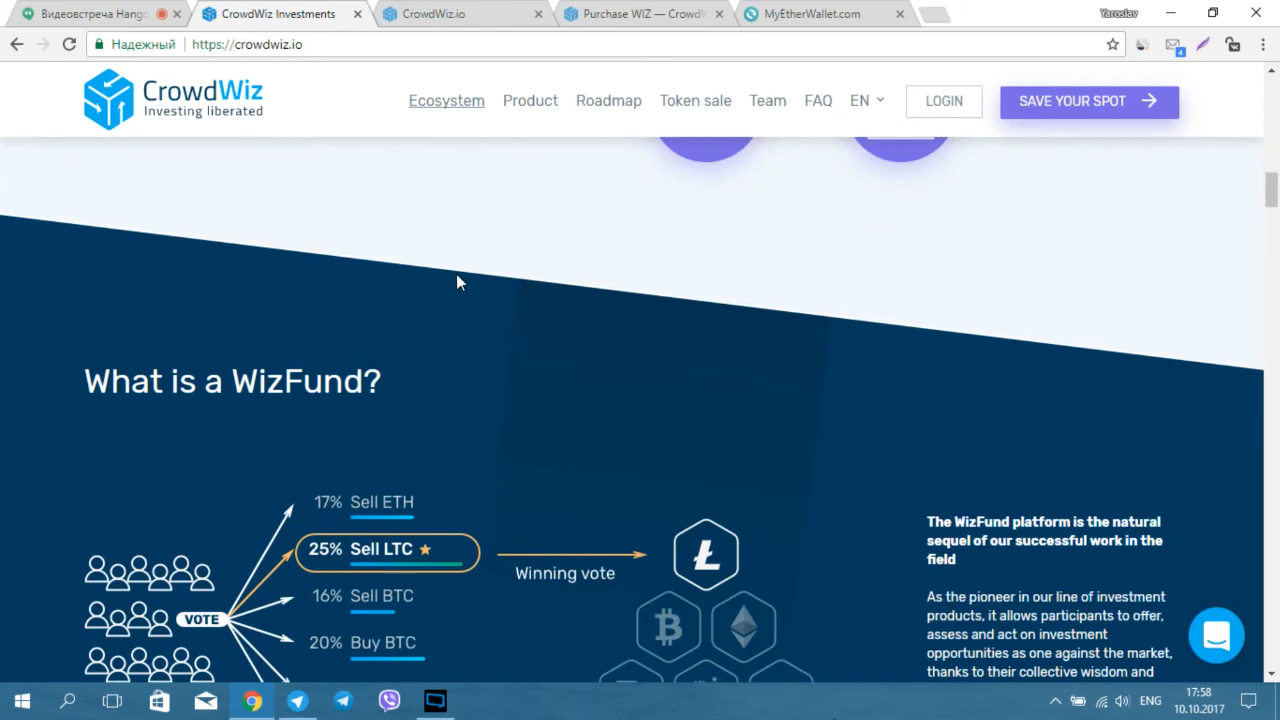 Видеовстреча Hango
CrowdWiz Investments
CrowdWiz.io
Purchase WIZ — CrowdW
MyEtherWallet.com
Yaroslav
Надежный
https://crowdwiz.io
4
CrowdWiz
Investing liberated
Ecosystem
Product
Roadmap
Token sale
Team
FAQ
EN
LOGIN
SAVE YOUR SPOT
What is a WizFund?
17% Sell ETH
25% Sell LTC
16% Sell BTC
20% Buy BTC
VOTE
Winning vote
The WizFund platform is the natural
sequel of our successful work in the
field
As the pioneer in our line of investment
products, it allows participants to offer,
assess and act on investment
opportunities as one against the market,
thanks to their collective wisdom and
ENG
17:58
10.10.2017